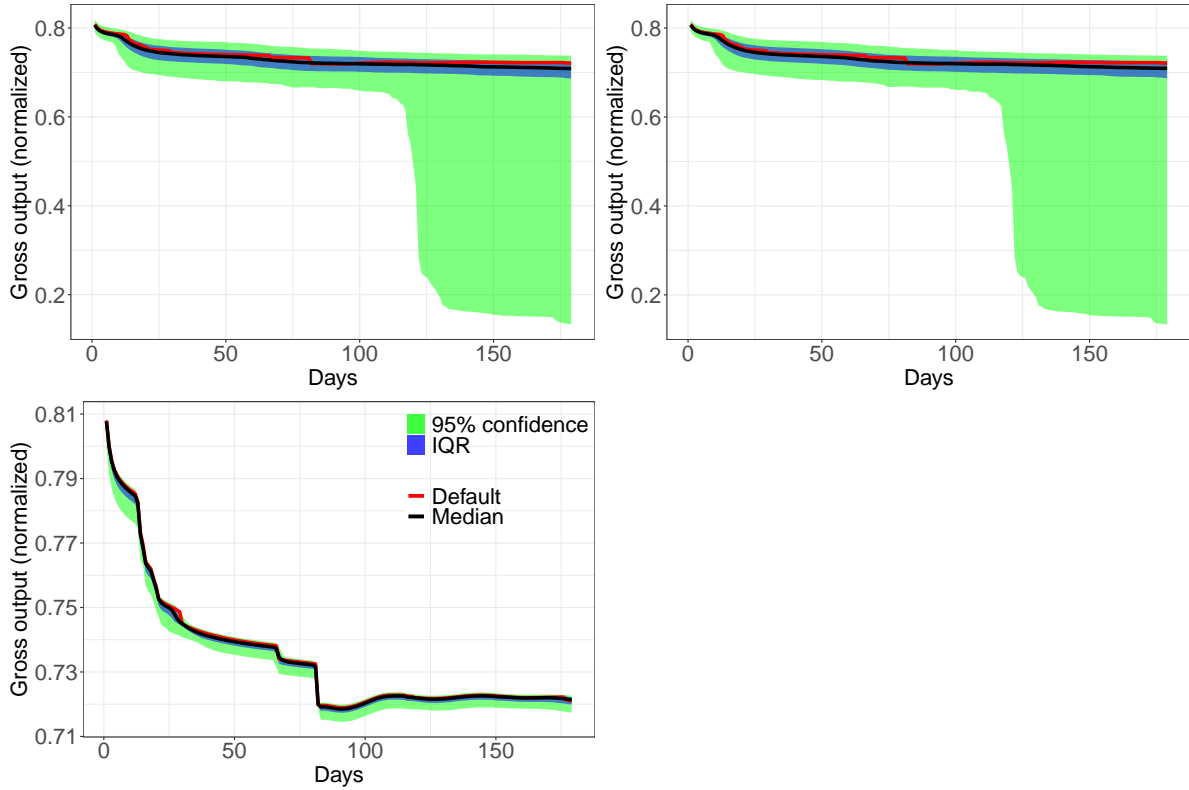 Gross output (normalized)
0.8
0.6
0.4
0.2
0
50
100
150
Days
Gross output (normalized)
0.8
0.6
0.4
0.2
0
50
100
150
Days
Gross output (normalized)
0.81
0.79
0.77
0.75
0.73
0.71
0
50
100
150
Days
95% confidence
IQR
Default
Median